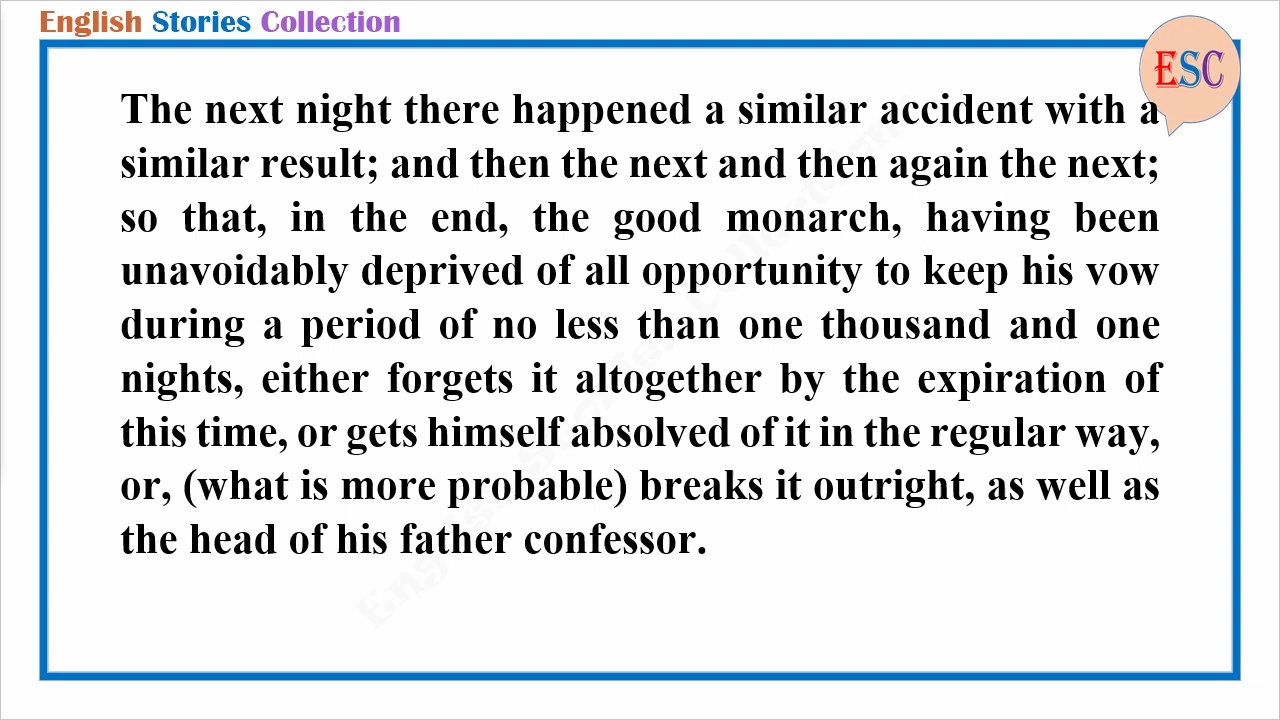 English Stories Collection
ESC
The next night there happened a similar accident with a
similar result; and then the next and then again the next;
so that, in the end, the good monarch, having been
unavoidably deprived of all opportunity to keep his vow
during a period of no less than one thousand and one
nights, either forgets it altogether by the expiration of
this time, or gets himself absolved of it in the regular way,
or, (what is more probable) breaks it outright, as well as
the head of his father confessor.
English Stories Collection